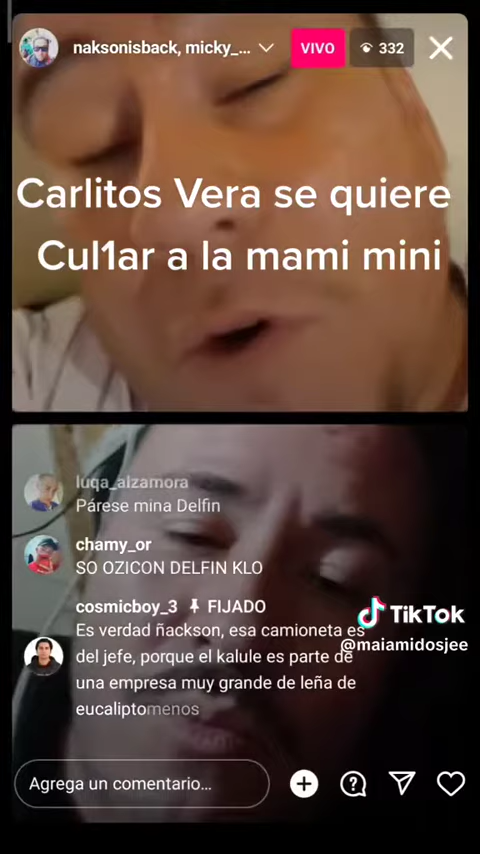 naksonisback, micky_...
VIVO
332
Carlitos Vera se quiere
Cul1ar a la mami mini
luqa_alzamora
Párese mina Delfin
chamy_or
SO OZICON DELFIN KLO
cosmicboy_3 FIJADO
Es verdad ñackson, esa camioneta es
del jefe, porque el kalule es parte de
una empresa muy grande de leña de
eucaliptomenos
TikTok
@maiamidosjee
Agrega un comentario...